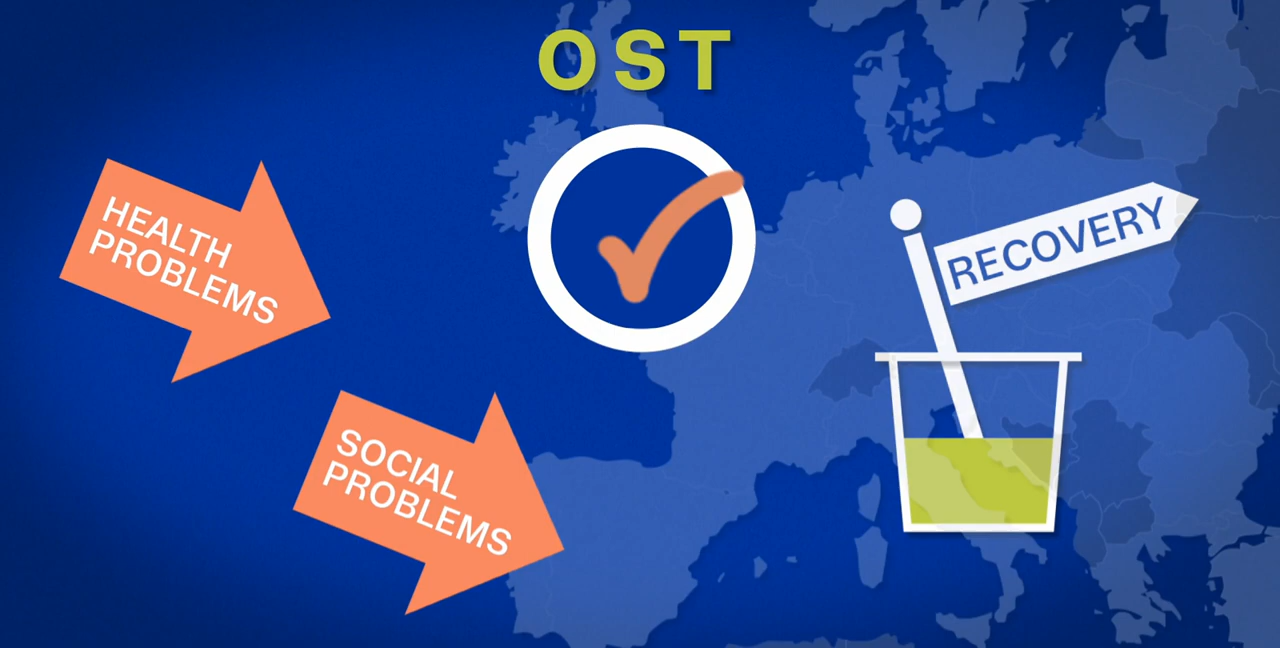 OST
HEALTH
PROBLEMS
SOCIAL
PROBLEMS
RECOVERY